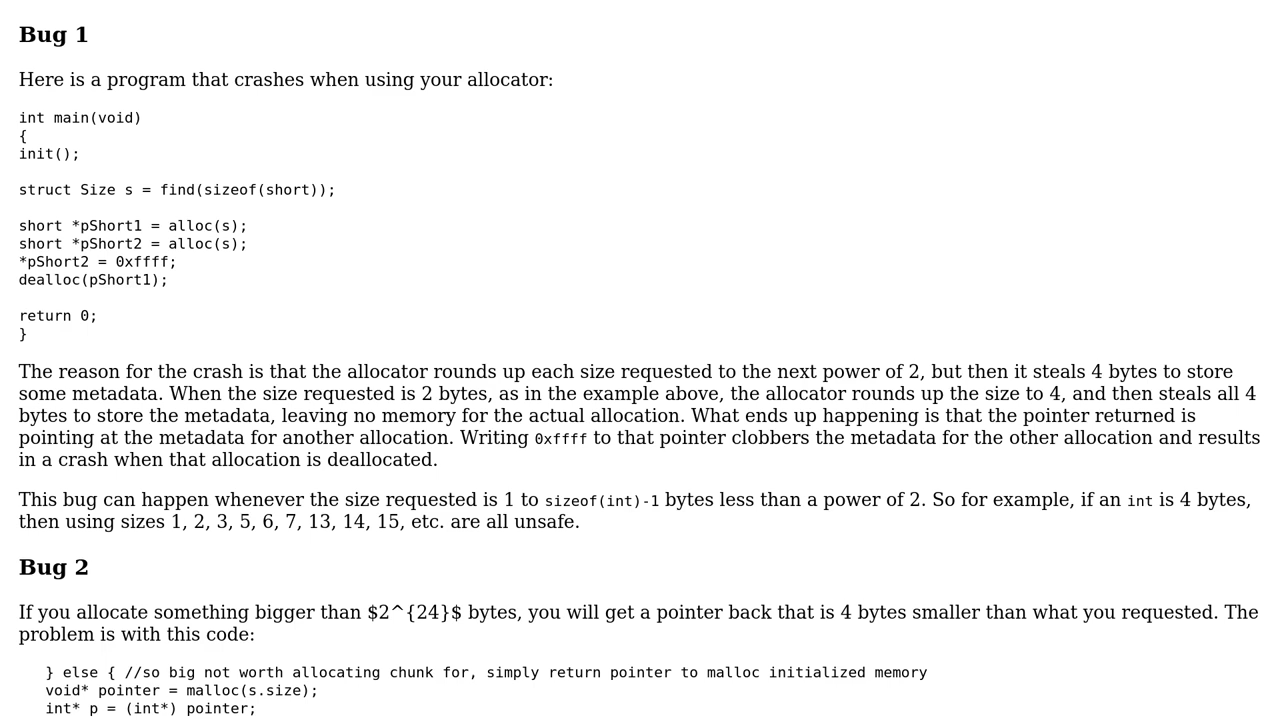 Bug 1
Here is a program that crashes when using your allocator:
int main(void)
{
init();
struct Size s = find(sizeof(short));
short *pShort1 = alloc(s);
short *pShort2 = alloc(s);
*pShort2 = 0xffff;
dealloc(pShort1);
return 0;
}
The reason for the crash is that the allocator rounds up each size requested to the next power of 2, but then it steals 4 bytes to store
some metadata. When the size requested is 2 bytes, as in the example above, the allocator rounds up the size to 4, and then steals all 4
bytes to store the metadata, leaving no memory for the actual allocation. What ends up happening is that the pointer returned is
pointing at the metadata for another allocation. Writing 0xffff to that pointer clobbers the metadata for the other allocation and results
in a crash when that allocation is deallocated.
This bug can happen whenever the size requested is 1 to sizeof(int)-1 bytes less than a power of 2. So for example, if an int is 4 bytes,
then using sizes 1, 2, 3, 5, 6, 7, 13, 14, 15, etc. are all unsafe.
Bug 2
If you allocate something bigger than $2^{24}$ bytes, you will get a pointer back that is 4 bytes smaller than what you requested. The
problem is with this code:
} else { //so big not worth allocating chunk for, simply return pointer to malloc initialized memory
void* pointer = malloc(s.size);
int* p = (int*) pointer;